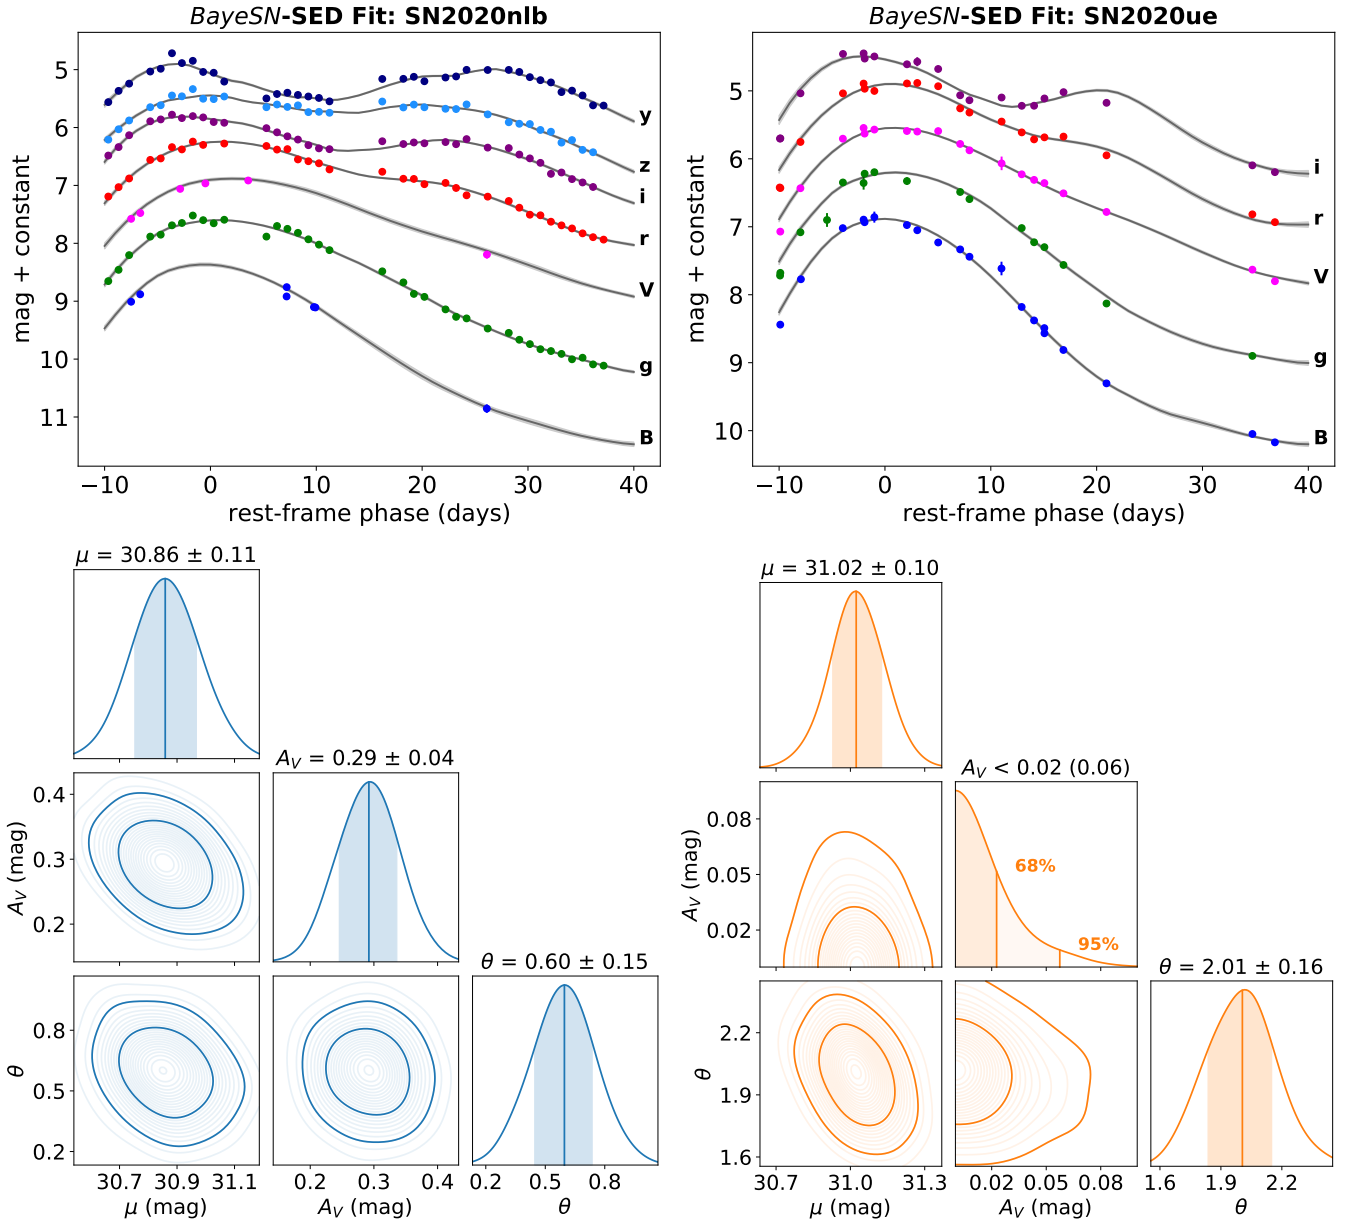 BayeSN-SED Fit: SN2020nlb
5
6
7
8
9
10
11
mag + constant
y
z
i
r
V
g
B
−10 0 10 20 30 40
rest-frame phase (days)
BayeSN-SED Fit: SN2020ue
5
6
7
8
9
10
mag + constant
i
r
V
g
B
−10 0 10 20 30 40
rest-frame phase (days)
μ = 30.86 ± 0.11
A_V = 0.29 ± 0.04
0.4
0.3
0.2
A_V (mag)
θ = 0.60 ± 0.15
0.8
0.5
0.2
θ
30.7 30.9 31.1
μ (mag)
0.2 0.3 0.4
A_V (mag)
0.2 0.5 0.8
θ
μ = 31.02 ± 0.10
A_V < 0.02 (0.06)
0.08
0.05
0.02
A_V (mag)
68%
95%
θ = 2.01 ± 0.16
2.2
1.9
1.6
θ
30.7 31.0 31.3
μ (mag)
0.02 0.05 0.08
A_V (mag)
1.6 1.9 2.2
θ